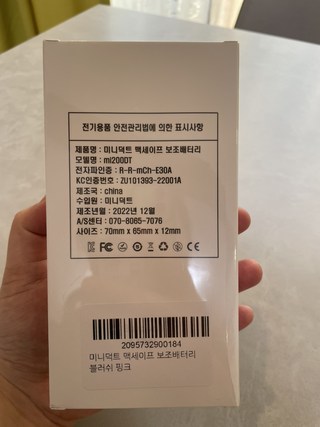 전기용품 안전관리법에 의한 표시사항
제품명 : 미니덕트 맥세이프 보조배터리
모델명 : mi200DT
전자파인증 : R-R-mCh-E30A
KC인증번호 : ZU101393-22001A
제조국 : china
수입원 : 미니덕트
제조년월 : 2022년 12월
A/S센터 : 070-8065-7076
사이즈 : 70mm x 65mm x 12mm
FC CE
2095732900184
미니덕트 맥세이프 보조배터리
블러쉬 핑크